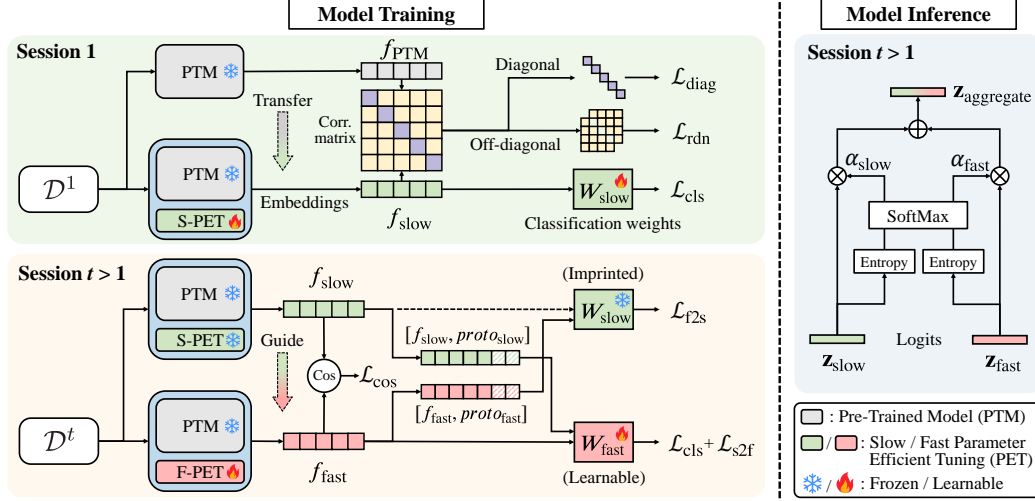 Model Training
Session 1
PTM
f_PTM
Transfer
Corr.
matrix
Diagonal
ℒ_diag
Off-diagonal
ℒ_rdn
𝒟^1
PTM
S-PET
Embeddings
f_slow
W_slow
ℒ_cls
Classification weights
Session t > 1
PTM
S-PET
f_slow
Guide
Cos
ℒ_cos
[f_slow, proto_slow]
[f_fast, proto_fast]
(Imprinted)
W_slow
ℒ_f2s
𝒟^t
PTM
F-PET
f_fast
W_fast
ℒ_cls + ℒ_s2f
(Learnable)
Model Inference
Session t > 1
z_aggregate
α_slow
α_fast
SoftMax
Entropy
Entropy
z_slow
Logits
z_fast
: Pre-Trained Model (PTM)
/ : Slow / Fast Parameter
Efficient Tuning (PET)
/ : Frozen / Learnable